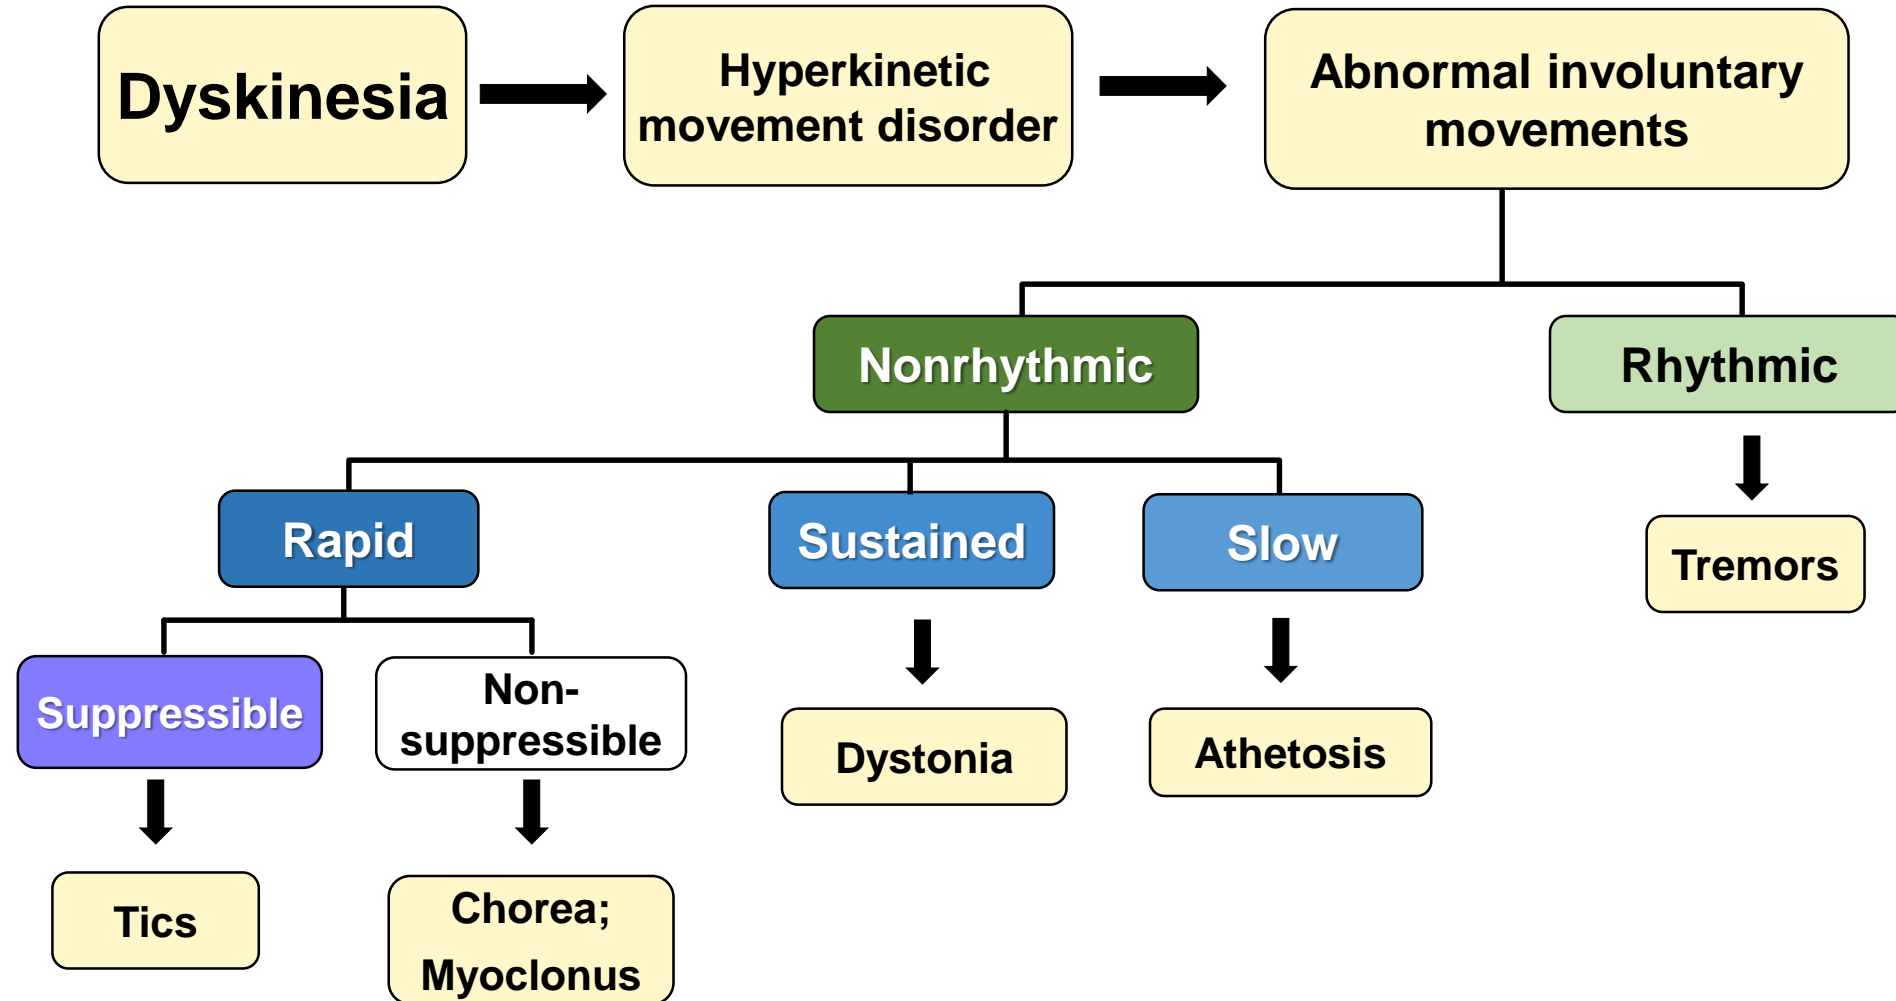 Dyskinesia
Hyperkinetic
movement disorder
Abnormal involuntary
movements
Nonrhythmic
Rhythmic
Rapid
Sustained
Slow
Tremors
Suppressible
Non-
suppressible
Dystonia
Athetosis
Tics
Chorea;
Myoclonus